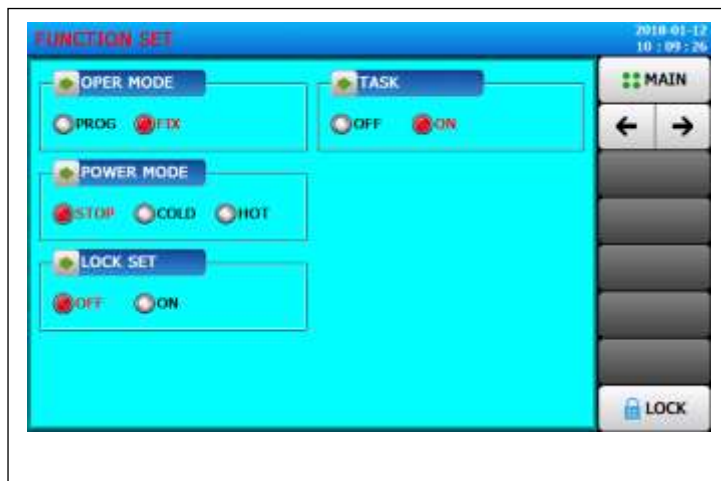 FUNCTION SET
2018-01-12
10 : 09 : 26
OPER MODE
PROG FIX
TASK
OFF ON
POWER MODE
STOP COLD HOT
LOCK SET
OFF ON
MAIN
LOCK